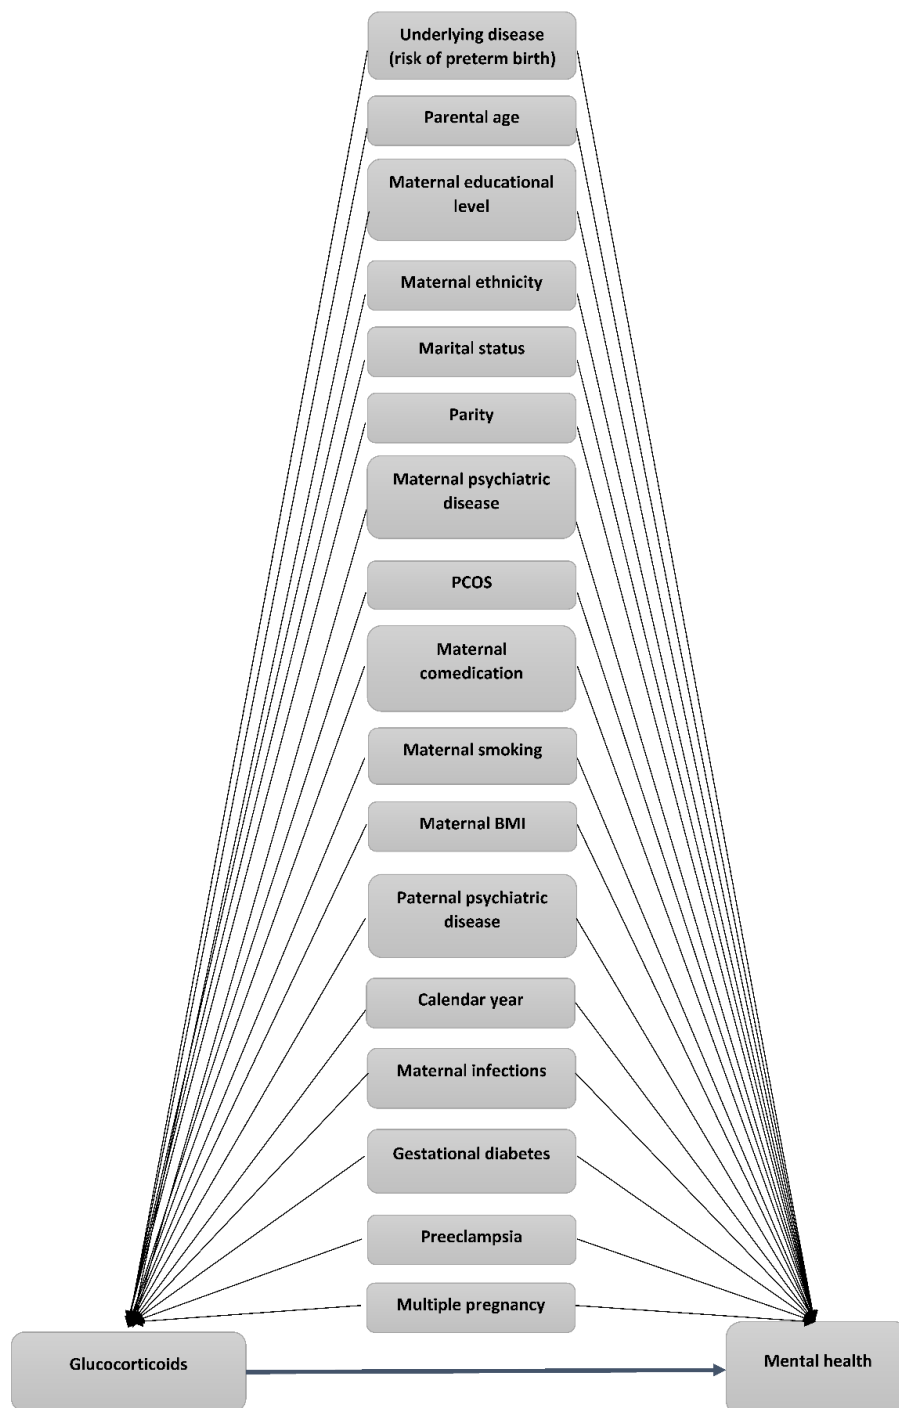 Underlying disease
(risk of preterm birth)
Parental age
Maternal educational
level
Maternal ethnicity
Marital status
Parity
Maternal psychiatric
disease
PCOS
Maternal
comedication
Maternal smoking
Maternal BMI
Paternal psychiatric
disease
Calendar year
Maternal infections
Gestational diabetes
Preeclampsia
Multiple pregnancy
Glucocorticoids
Mental health